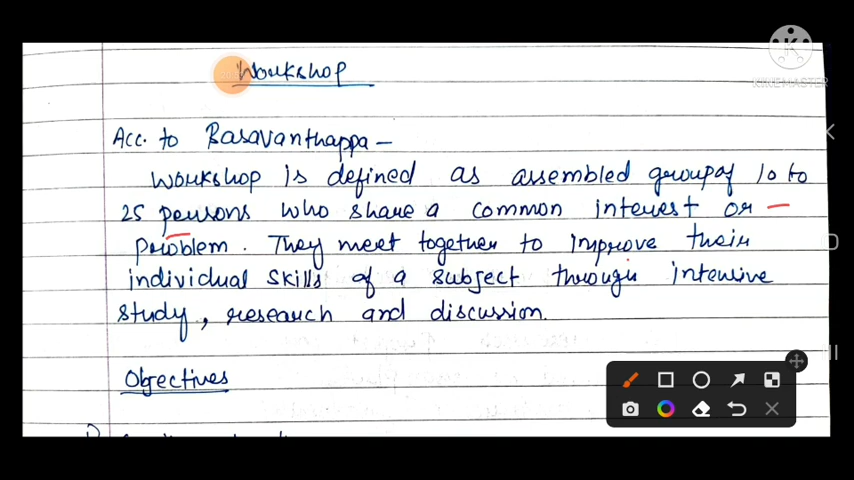 Workshop
KINEMASTER
Acc. to Basavanthappa -
Workshop is defined as assembled group of 10 to
25 persons who share a common interest or
problem. They meet together to improve their
individual skills of a subject through intensive
study, research and discussion.
Objectives